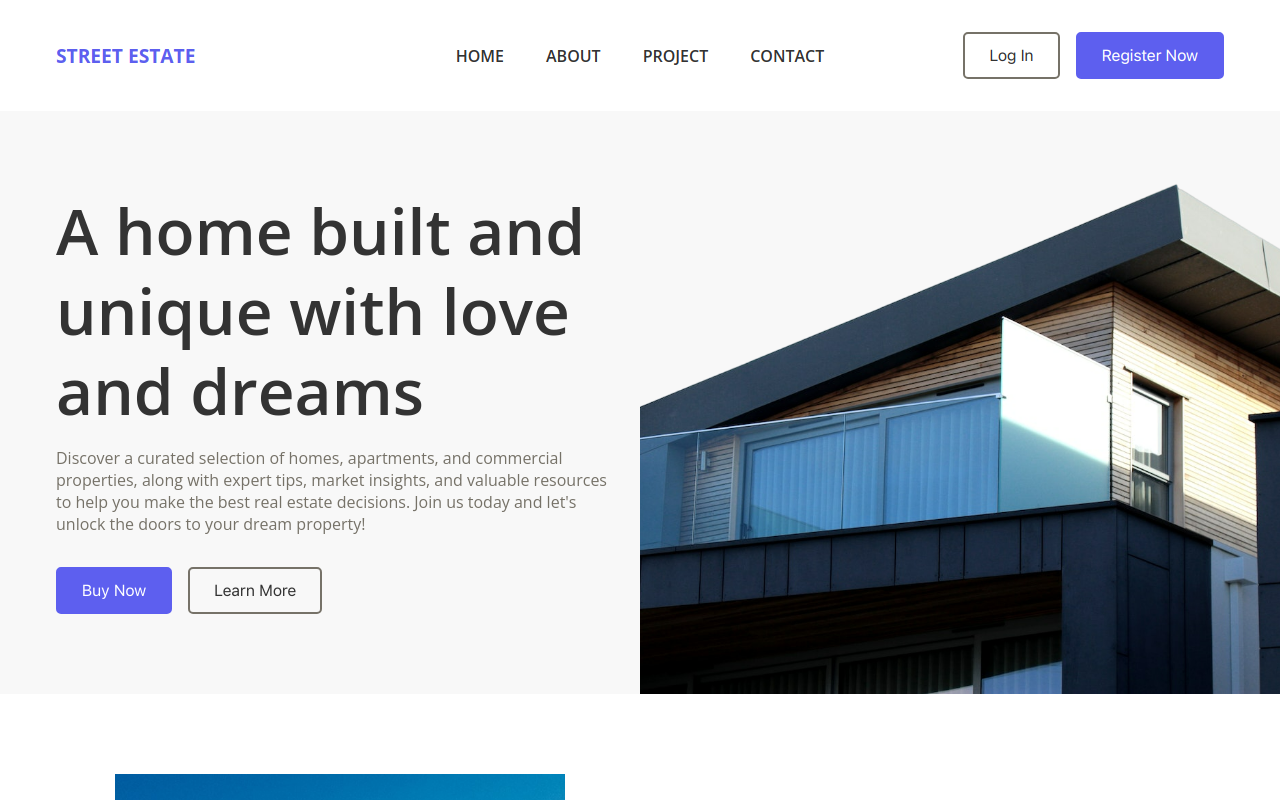 STREET ESTATE
HOME ABOUT PROJECT CONTACT
Log In
Register Now
A home built and
unique with love
and dreams
Discover a curated selection of homes, apartments, and commercial
properties, along with expert tips, market insights, and valuable resources
to help you make the best real estate decisions. Join us today and let's
unlock the doors to your dream property!
Buy Now
Learn More